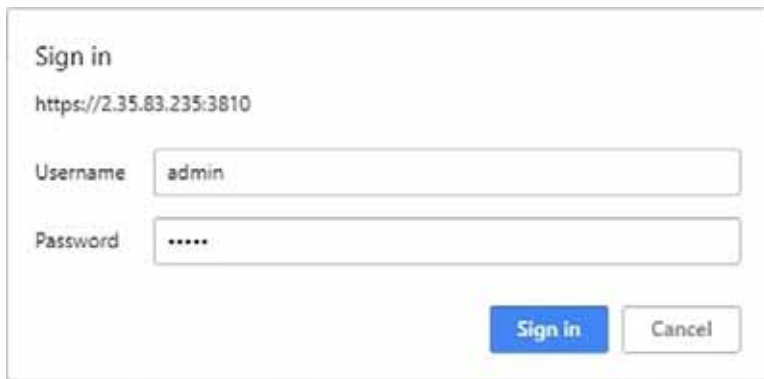 Sign in
https://2.35.83.235:3810
Username admin
Password •••••
Sign in Cancel